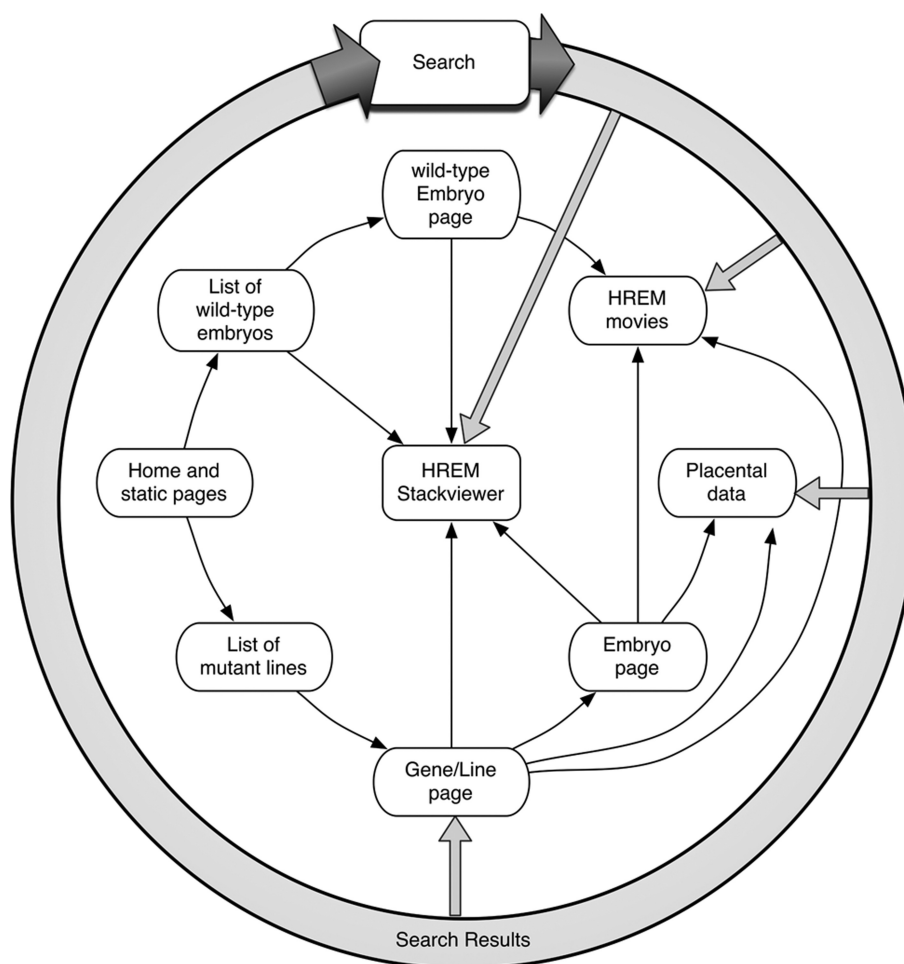 Search
wild-type
Embryo
page
List of
wild-type
embryos
HREM
movies
Home and
static pages
HREM
Stackviewer
Placental
data
List of
mutant lines
Embryo
page
Gene/Line
page
Search Results